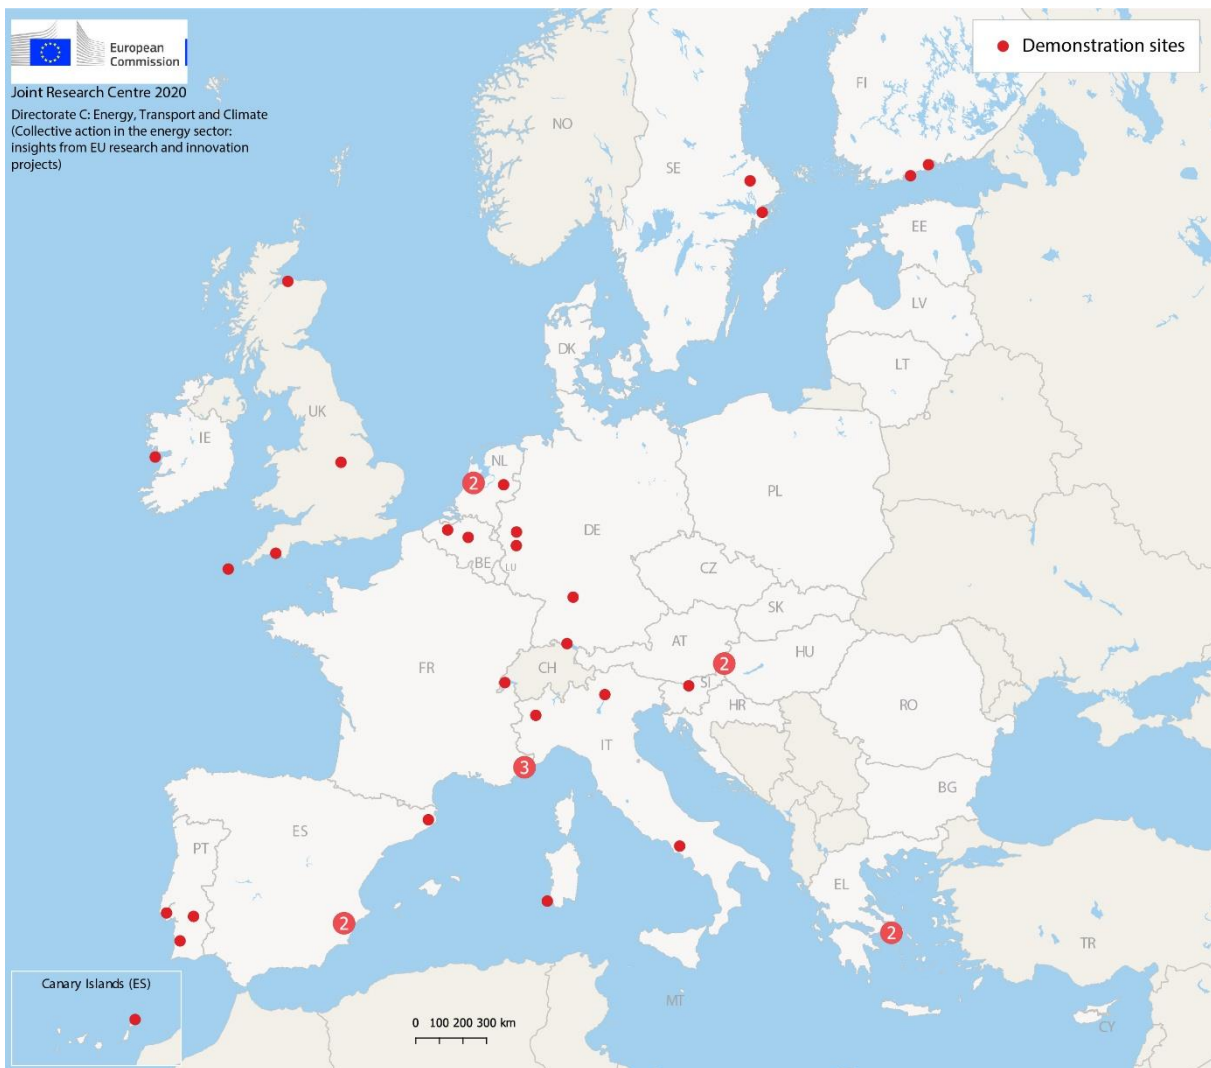 European
Commission
Joint Research Centre 2020
Directorate C: Energy, Transport and Climate
(Collective action in the energy sector:
insights from EU research and innovation
projects)
Demonstration sites
FI
NO
SE
EE
LV
DK
LT
UK
IE
NL
2
PL
DE
BE
LU
CZ
SK
AT
HU
FR
CH
2
SI
HR
RO
IT
3
BG
ES
PT
EL
2
2
TR
Canary Islands (ES)
MT
0 100 200 300 km
CY